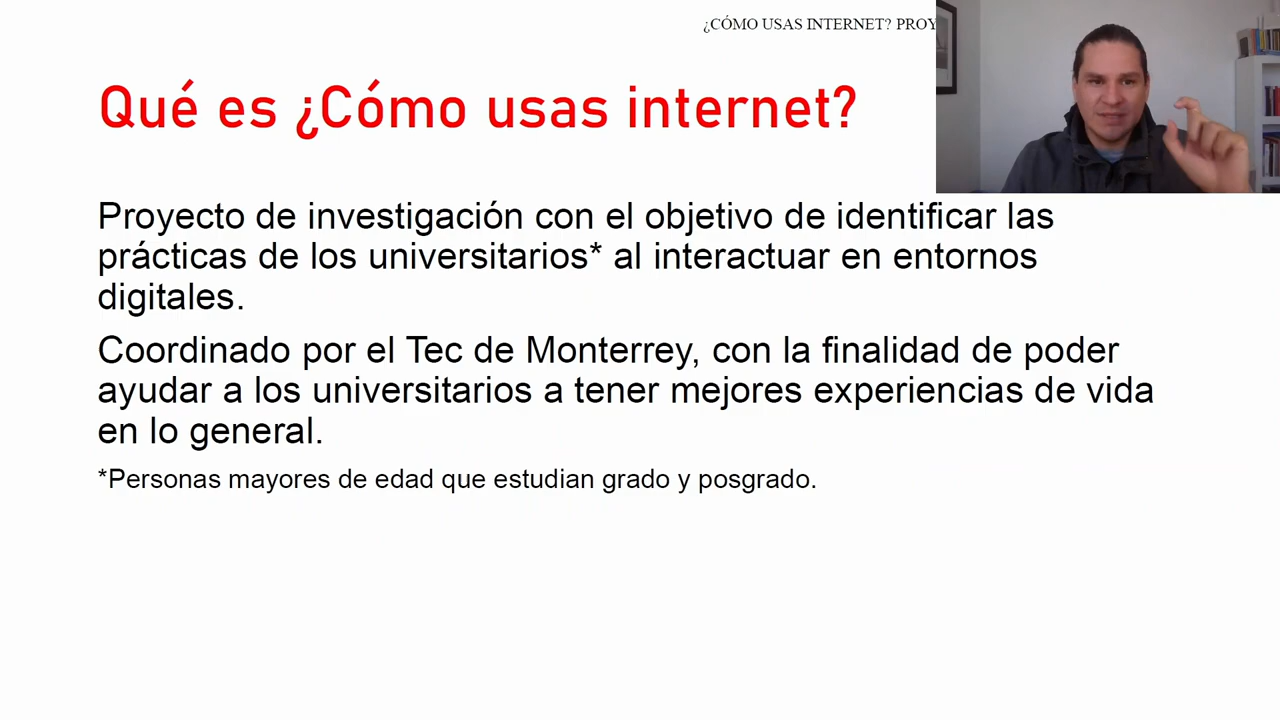 ¿CÓMO USAS INTERNET?
Qué es ¿Cómo usas internet?
Proyecto de investigación con el objetivo de identificar las
prácticas de los universitarios* al interactuar en entornos
digitales.
Coordinado por el Tec de Monterrey, con la finalidad de poder
ayudar a los universitarios a tener mejores experiencias de vida
en lo general.
*Personas mayores de edad que estudian grado y posgrado.